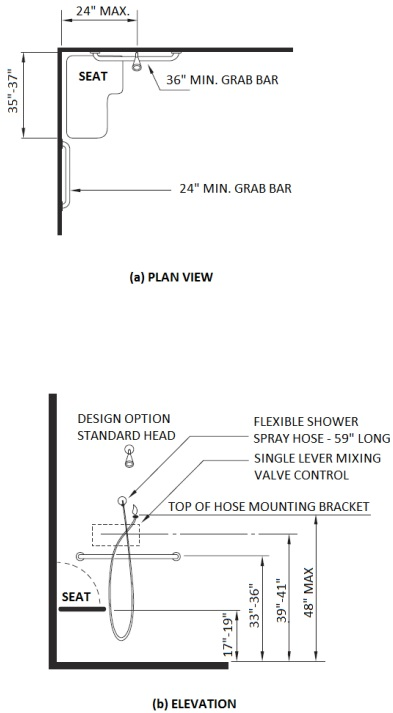 24" MAX.
SEAT
36" MIN. GRAB BAR
35"-37"
24" MIN. GRAB BAR
(a) PLAN VIEW
DESIGN OPTION
STANDARD HEAD
FLEXIBLE SHOWER
SPRAY HOSE - 59" LONG
SINGLE LEVER MIXING
VALVE CONTROL
TOP OF HOSE MOUNTING BRACKET
SEAT
17"-19"
33"-36"
39"-41"
48" MAX
(b) ELEVATION